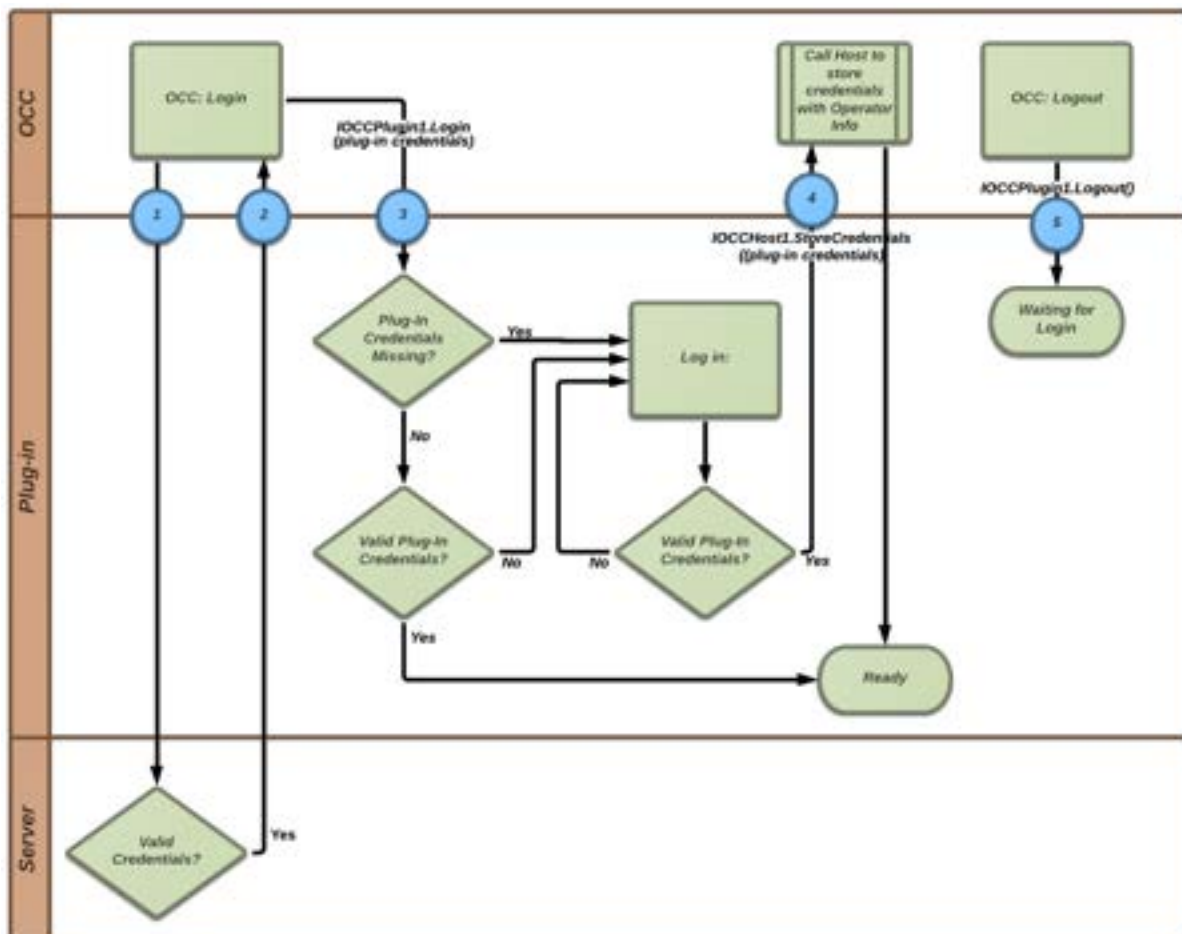 OCC
OCC: Login
IOCCPlugin1.Login
(plug-in credentials)
Call Host to
store
credentials
with Operator
Info
OCC: Logout
IOCCPlugin1.Logout()
1
2
3
4
5
IOCCHost1.StoreCredentials
((plug-in credentials)
Waiting for
Login
Plug-in
Plug-In
Credentials
Missing?
Yes
Log in:
No
Valid Plug-In
Credentials?
No
No
Valid Plug-In
Credentials?
Yes
Yes
Ready
Server
Valid
Credentials?
Yes